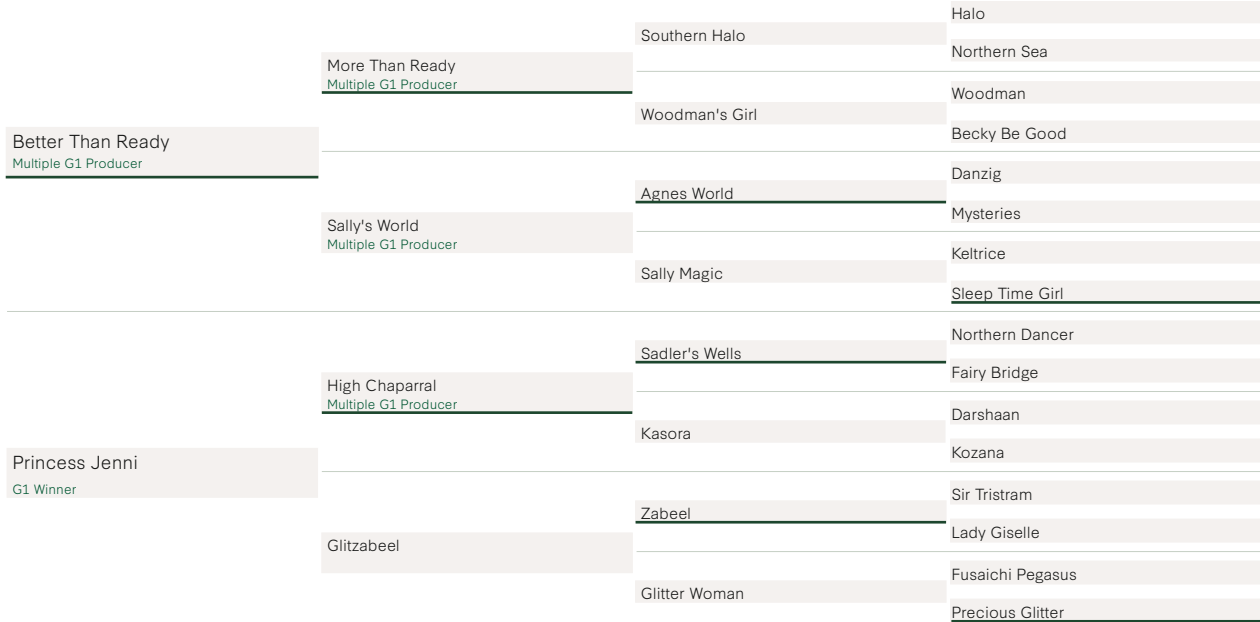 Better Than Ready
Multiple G1 Producer
Princess Jenni
G1 Winner
More Than Ready
Multiple G1 Producer
Sally's World
Multiple G1 Producer
High Chaparral
Multiple G1 Producer
Glitzabeel
Southern Halo
Woodman's Girl
Agnes World
Sally Magic
Sadler's Wells
Kasora
Zabeel
Glitter Woman
Halo
Northern Sea
Woodman
Becky Be Good
Danzig
Mysteries
Keltrice
Sleep Time Girl
Northern Dancer
Fairy Bridge
Darshaan
Kozana
Sir Tristram
Lady Giselle
Fusaichi Pegasus
Precious Glitter